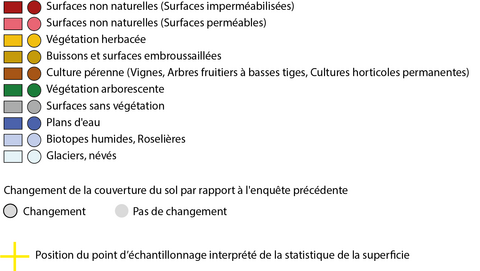 Surfaces non naturelles (Surfaces imperméabilisées)
Surfaces non naturelles (Surfaces perméables)
Végétation herbacée
Buissons et surfaces embroussaillées
Culture pérenne (Vignes, Arbres fruitiers à basses tiges, Cultures horticoles permanentes)
Végétation arborescente
Surfaces sans végétation
Plans d'eau
Biotopes humides, Roselières
Glaciers, névés
Changement de la couverture du sol par rapport à l'enquête précédente
Changement Pas de changement
Position du point d'échantillonnage interprété de la statistique de la superficie